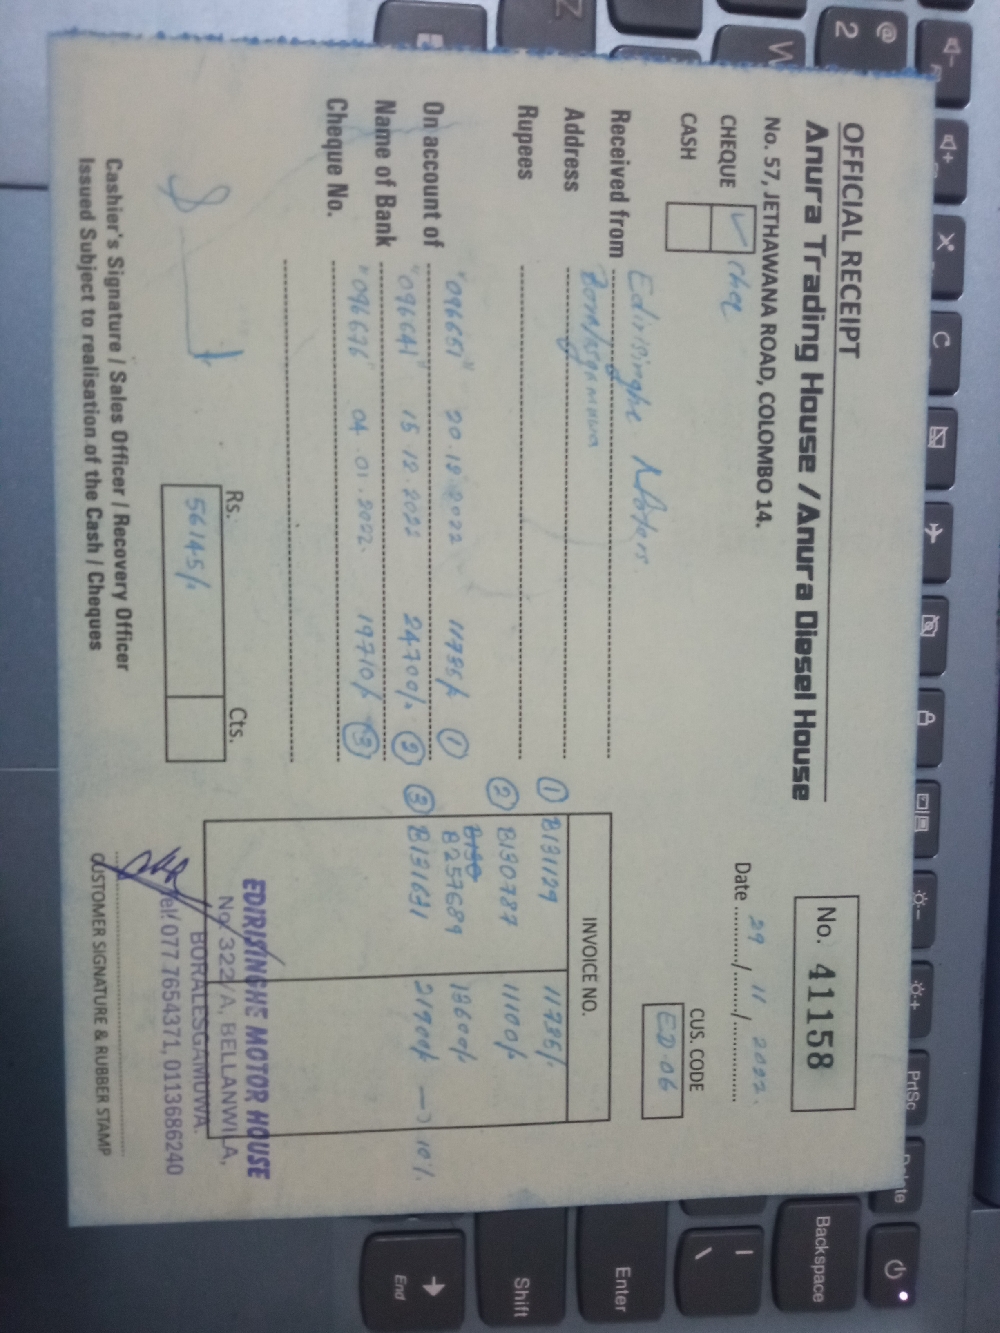 OFFICIAL RECEIPT
Anura Trading House / Anura Diesel House
No. 57, JETHAWANA ROAD, COLOMBO 14.
No. 41158
CHEQUE ✓ Chq
CASH
Date 29 / 11 / 2022.
CUS. CODE
ED-06
Received from Edirisinghe Motors.
Address
Rupees
On account of "096651" 20.12.2022 11735/- ①
Name of Bank "096641" 15.12.2022 24700/- ②
Cheque No. "096676" 04.01.2022. 19710/- ③
INVOICE NO.
① B131129 11735/-
② B130787 11100/-
B257689 13600/-
③ B131631 21900/- → 10%
Rs. Cts.
56145/-
Cashier's Signature / Sales Officer / Recovery Officer
Issued Subject to realisation of the Cash / Cheques
EDIRISINGHE MOTOR HOUSE
No. 322/A, BELLANWILA,
BORALESGAMUWA.
Tel: 077 7654371, 0113686240
CUSTOMER SIGNATURE & RUBBER STAMP
@
2
W
Z
C
PrtSc
Delete
Backspace
Enter
Shift
End